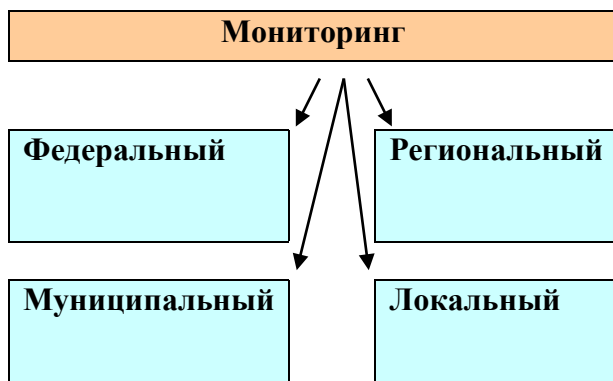 Мониторинг
Федеральный
Региональный
Муниципальный
Локальный